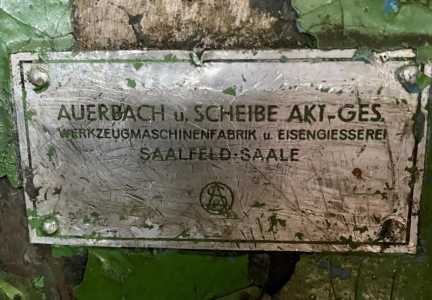 AUERBACH u. SCHEIBE AKT.-GES.
WERKZEUGMASCHINENFABRIK u. EISENGIESSEREI
SAALFELD-SAALE